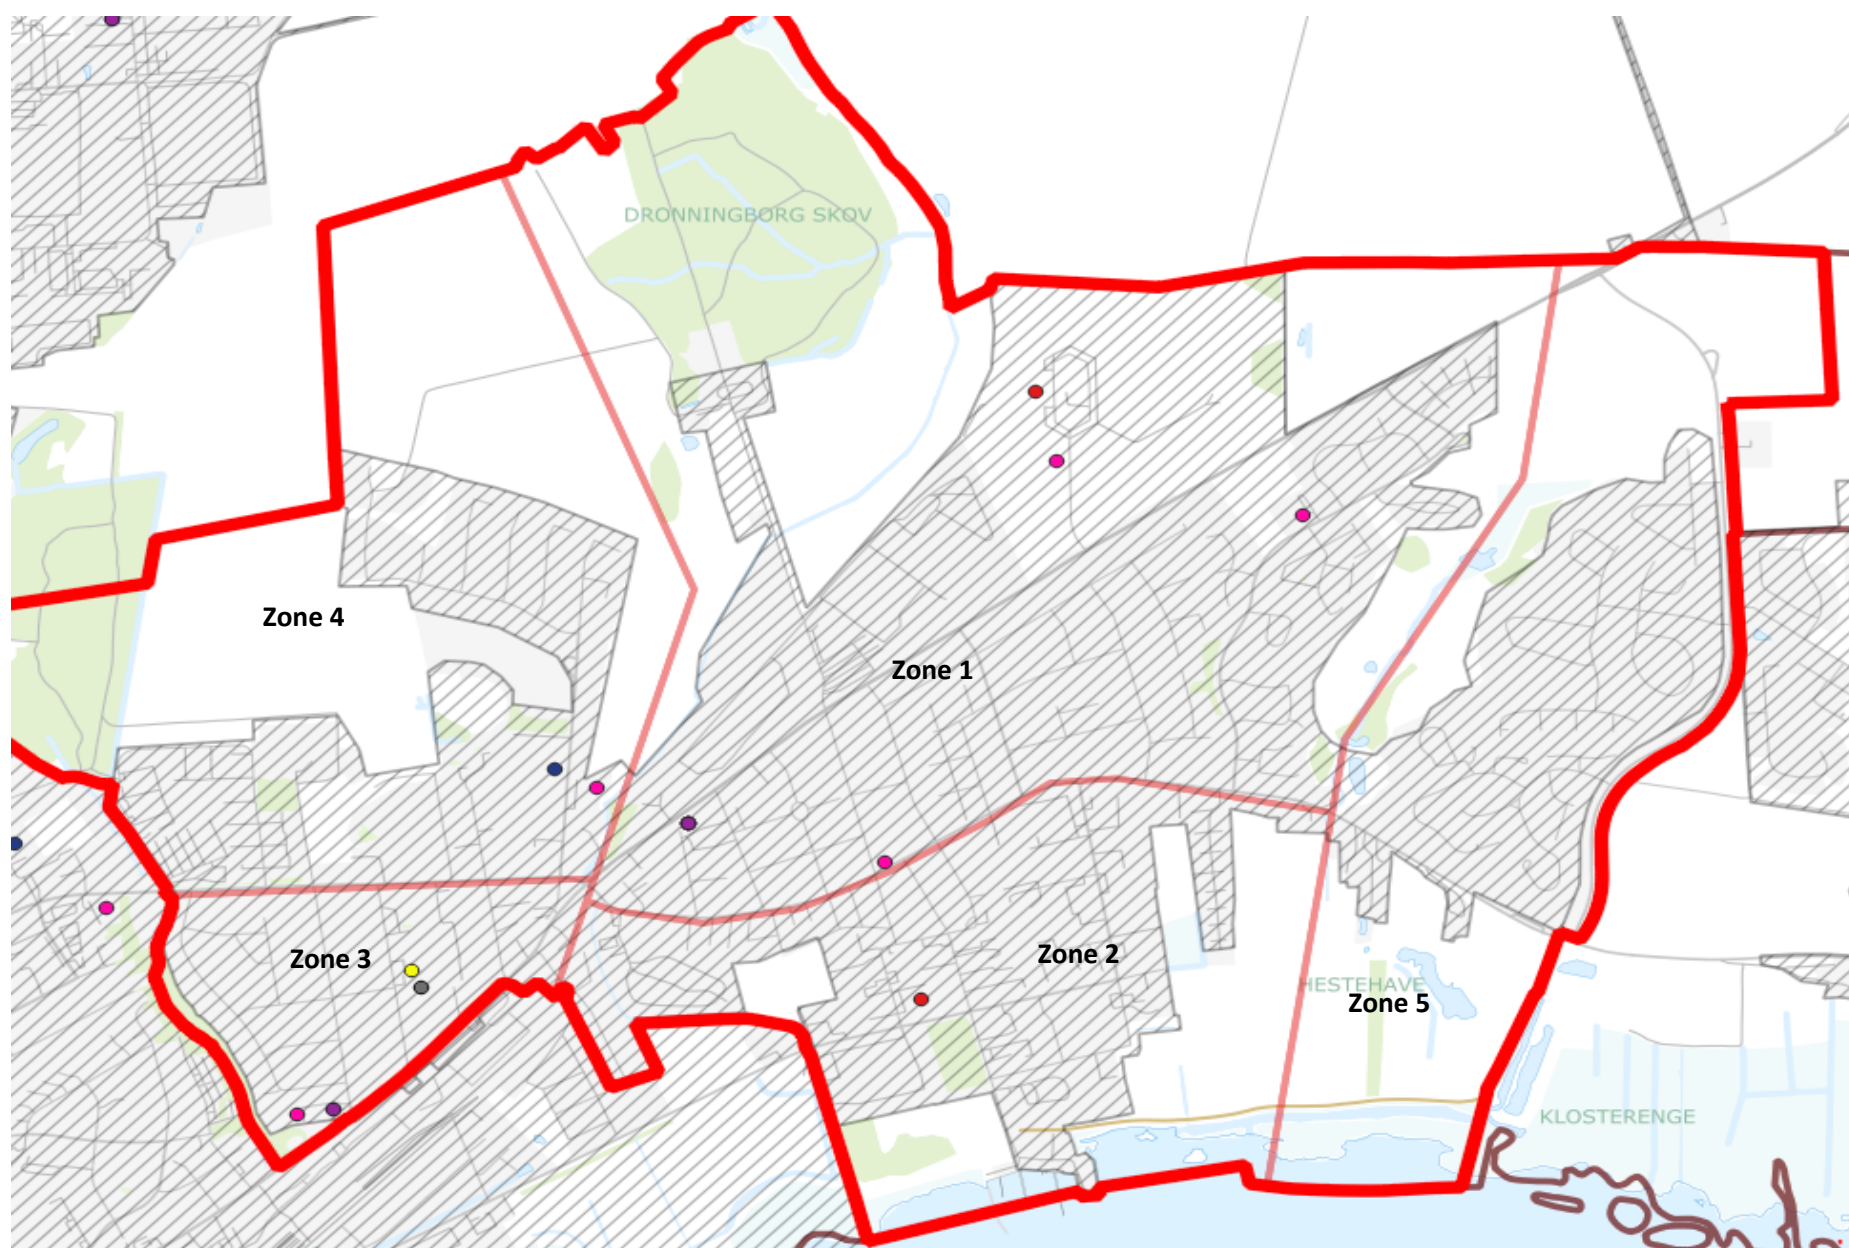 DRONNINGBORG SKOV
Zone 4
Zone 1
Zone 3
Zone 2
HESTEHAVE
Zone 5
KLOSTERENGE